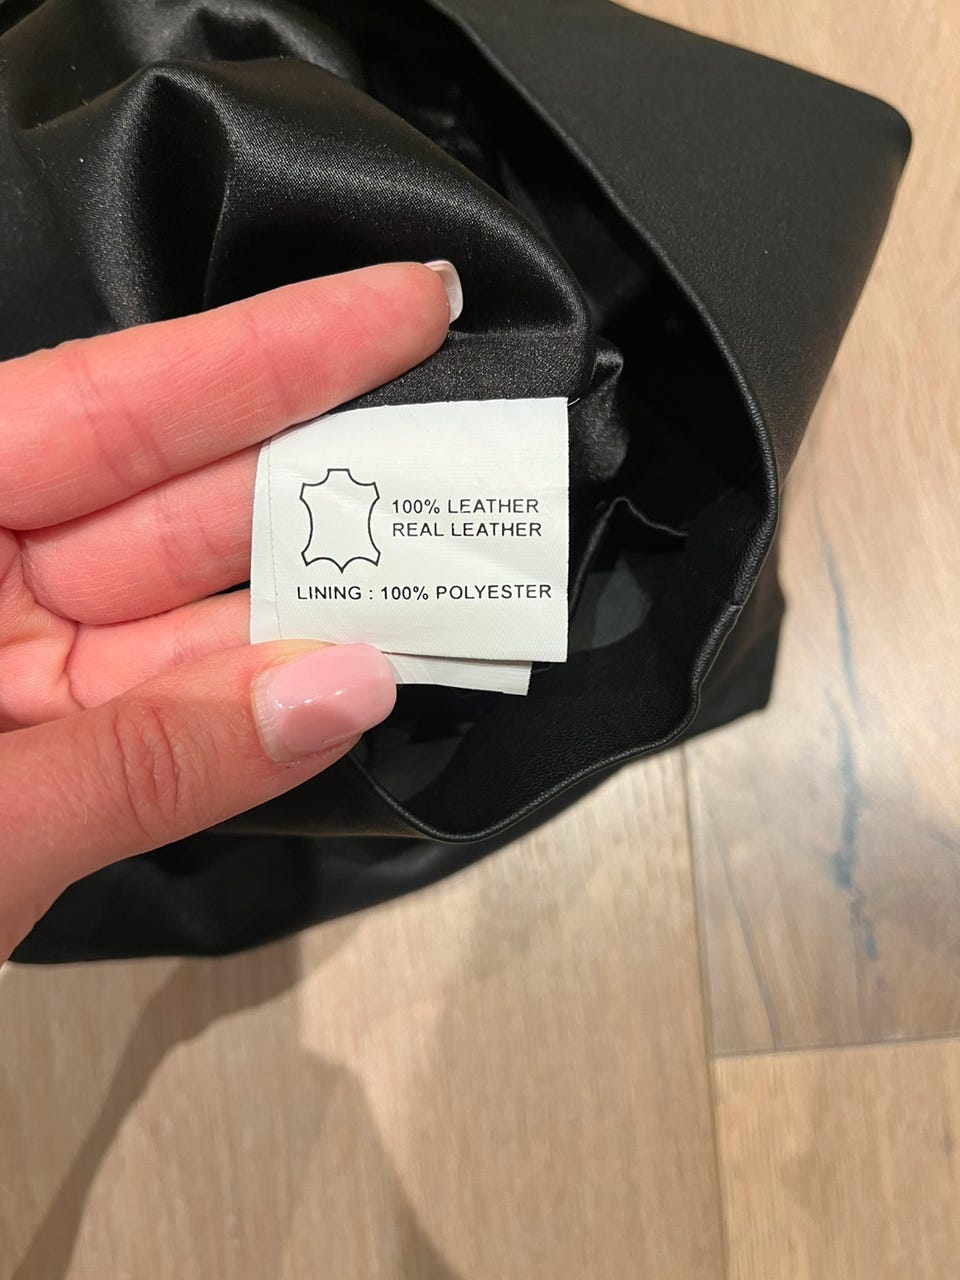 100% LEATHER
REAL LEATHER
LINING : 100% POLYESTER